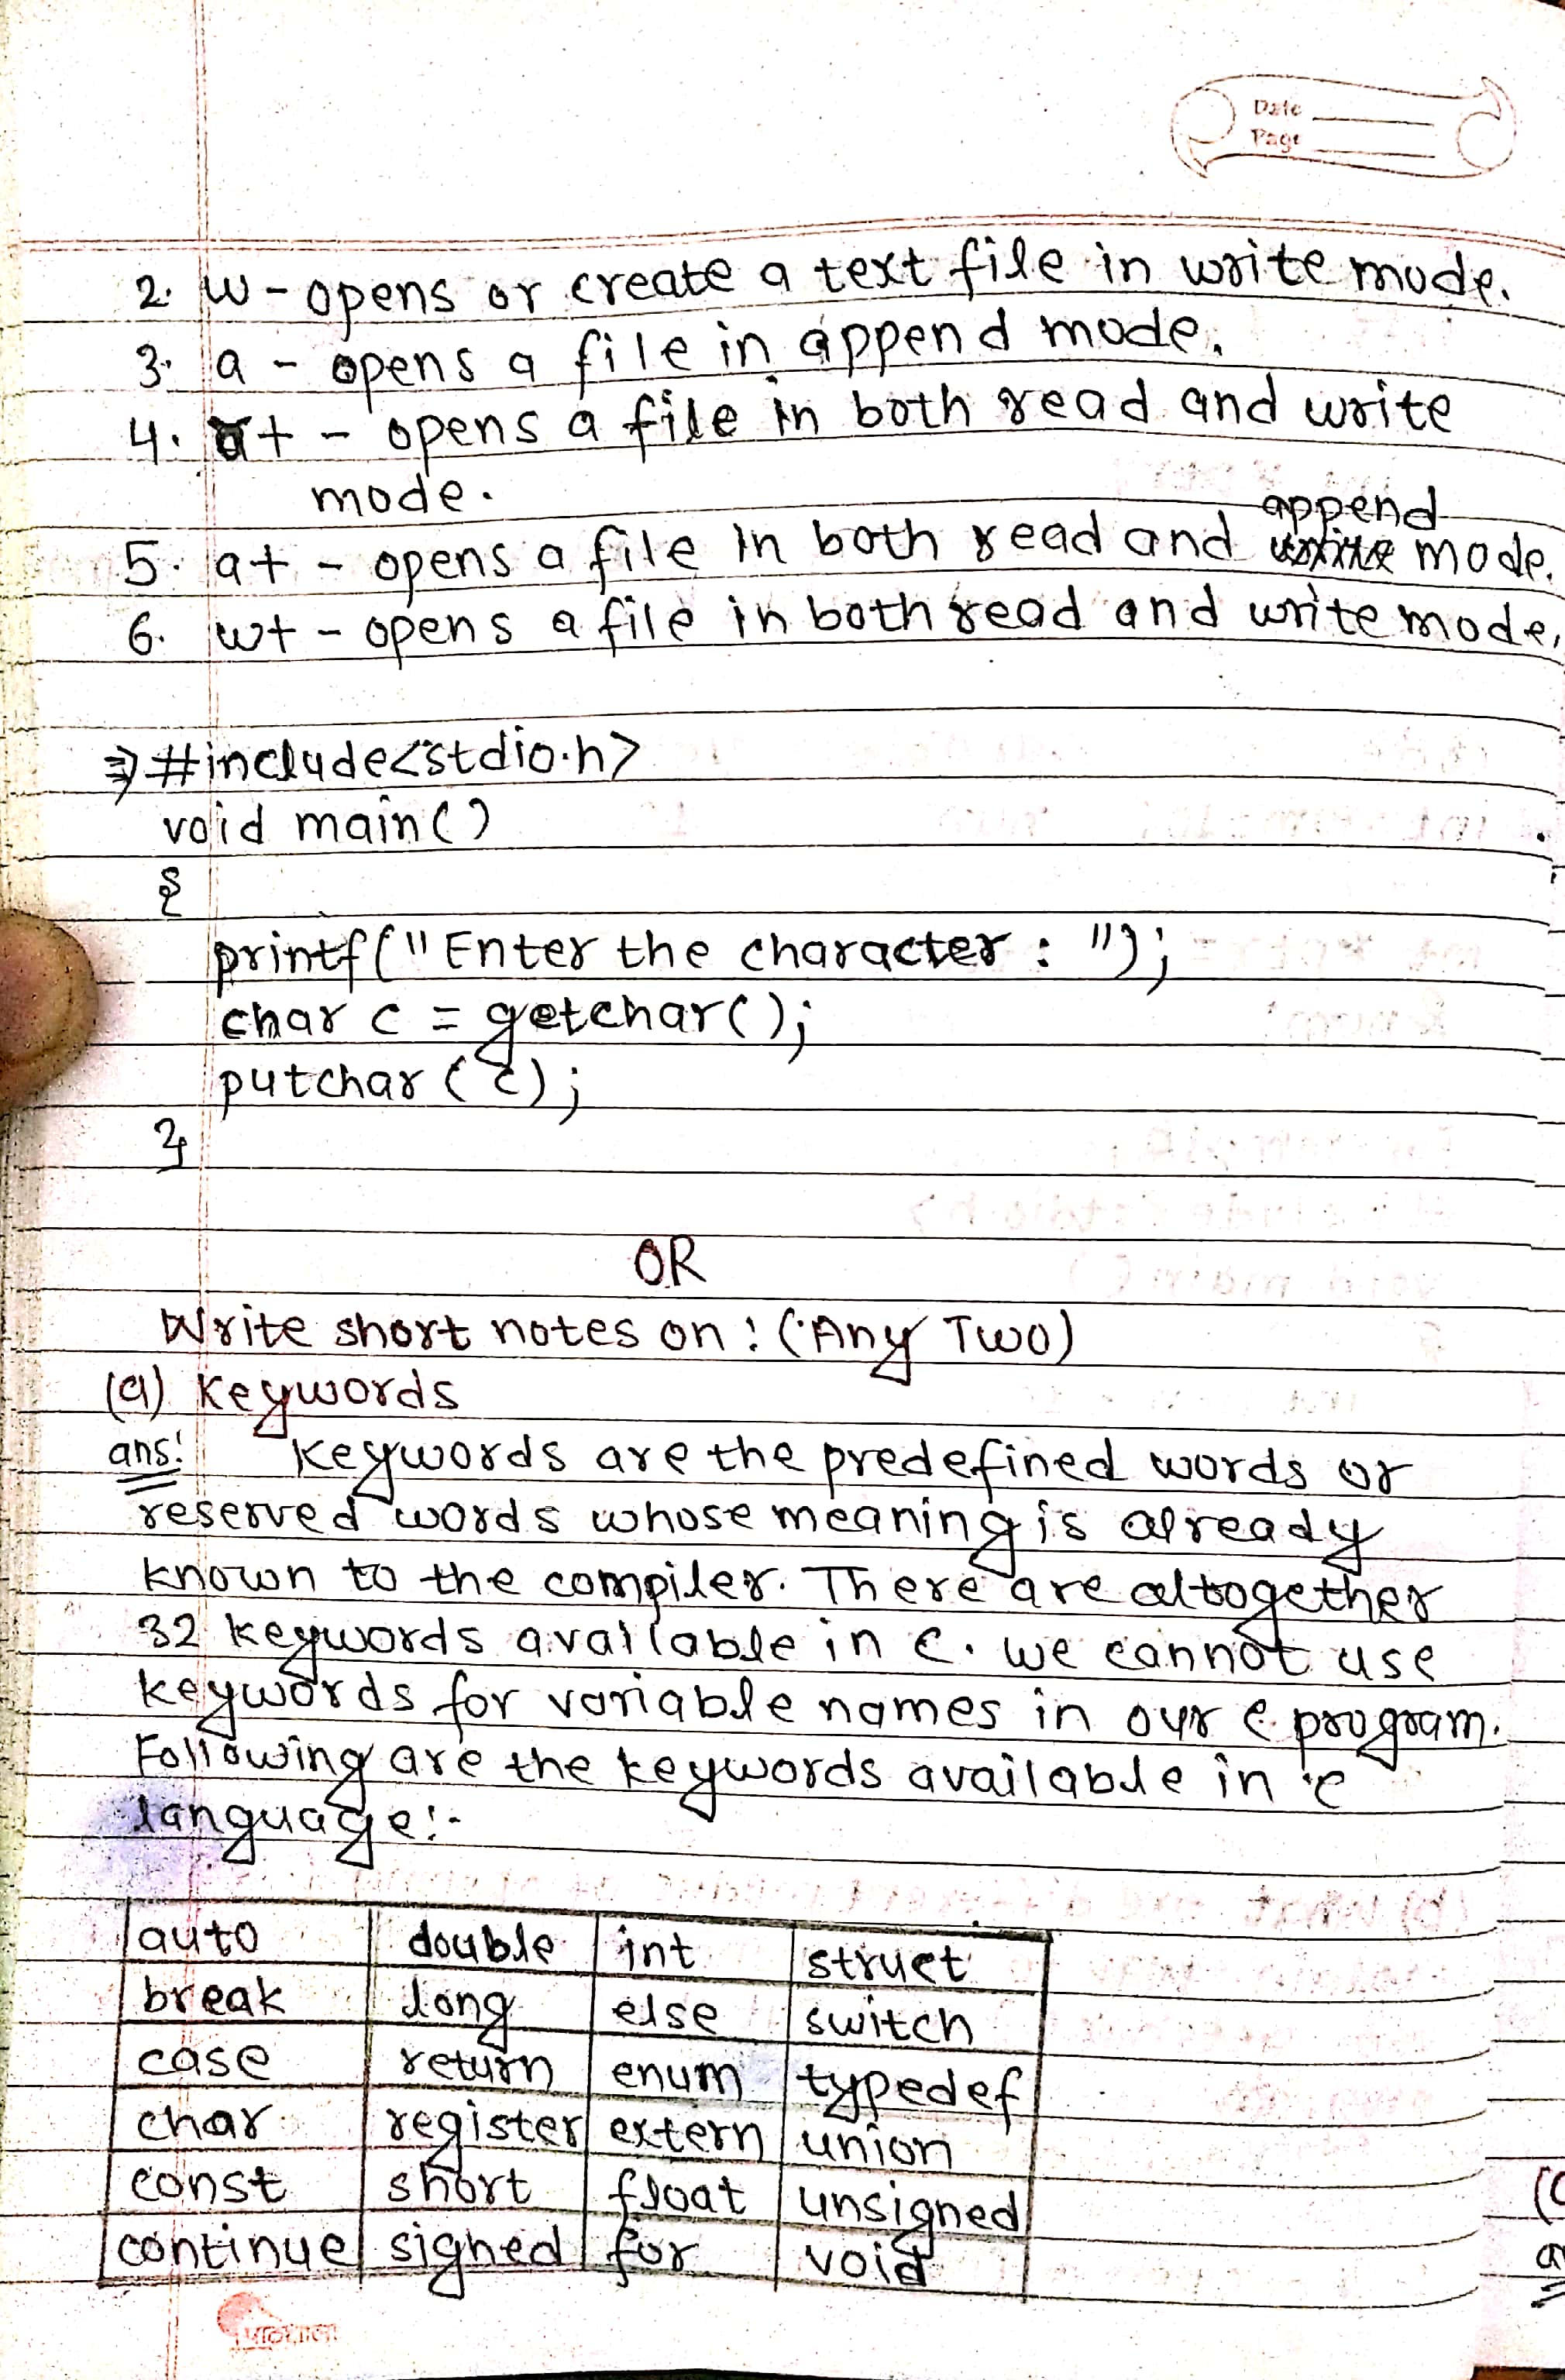 Date
Page
2. w - opens or create a text file in write mode.
3. a - opens a file in append mode.
4. r+ - opens a file in both read and write
mode.
append
5. a+ - opens a file in both read and write mode.
6. w+ - opens a file in both read and write mode.
⇒ #include<stdio.h>
void main()
{
printf("Enter the character : ");
char c = getchar();
putchar(c);
}
OR
Write short notes on : (Any Two)
(a) Keywords
ans: Keywords are the predefined words or
reserved words whose meaning is already
known to the compiler. There are altogether
32 keywords available in C. we cannot use
keywords for variable names in our c program.
Following are the keywords available in c
language:-
auto double int struct
break long else switch
case return enum typedef
char register extern union
const short float unsigned
continue signed for void